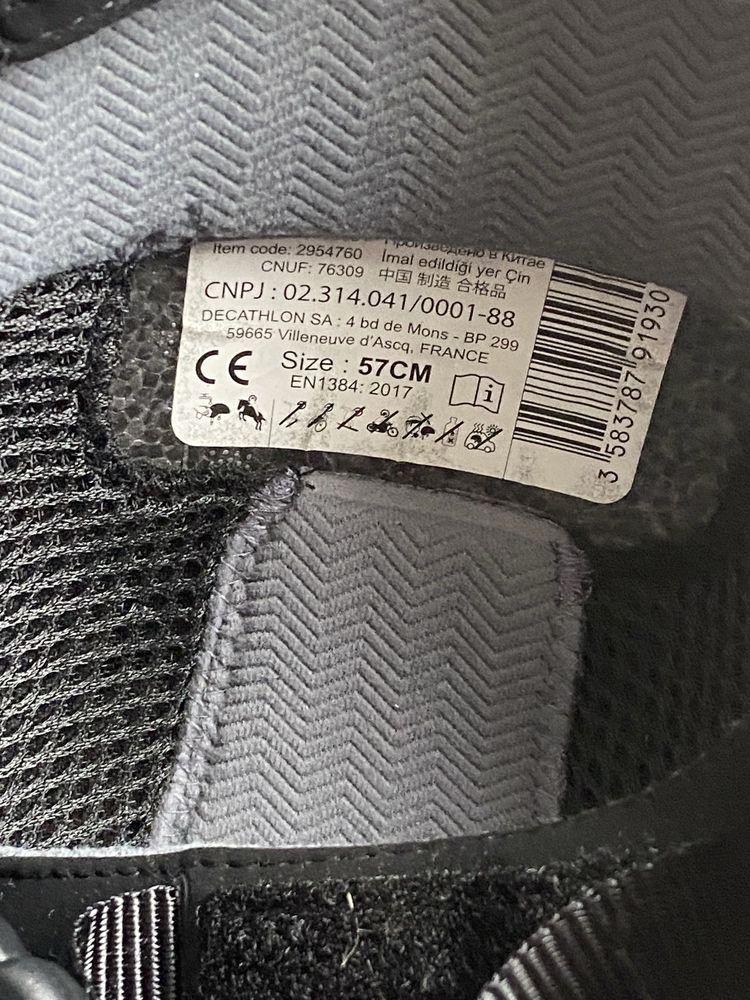 Item code: 2954760
CNUF: 76309
Произведено в Китае
İmal edildiği yer Çin
中国 制造 合格品
CNPJ : 02.314.041/0001-88
DECATHLON SA : 4 bd de Mons - BP 299
59665 Villeneuve d'Ascq, FRANCE
CE
Size : 57CM
EN1384: 2017
i
3 583787 191930